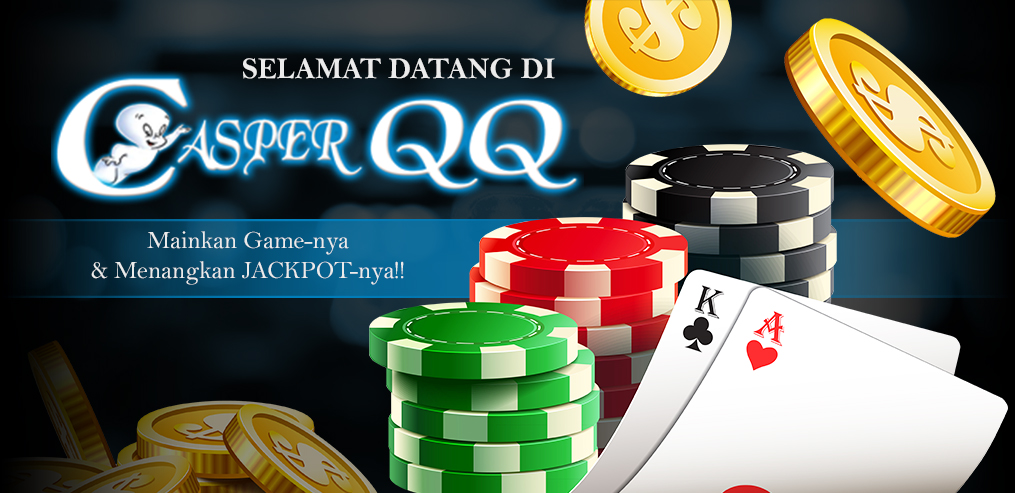 SELAMAT DATANG DI
CASPER QQ
Mainkan Game-nya
& Menangkan JACKPOT-nya!!
K
A